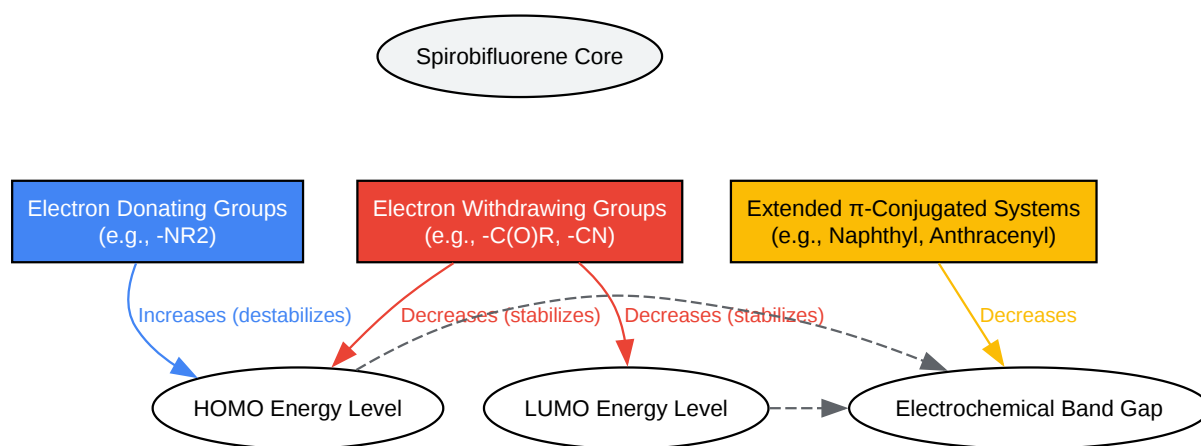 Spirobifluorene Core
Electron Donating Groups
(e.g., -NR2)
Electron Withdrawing Groups
(e.g., -C(O)R, -CN)
Extended π-Conjugated Systems
(e.g., Naphthyl, Anthracenyl)
Increases (destabilizes)
Decreases (stabilizes)
Decreases (stabilizes)
Decreases
HOMO Energy Level
LUMO Energy Level
Electrochemical Band Gap